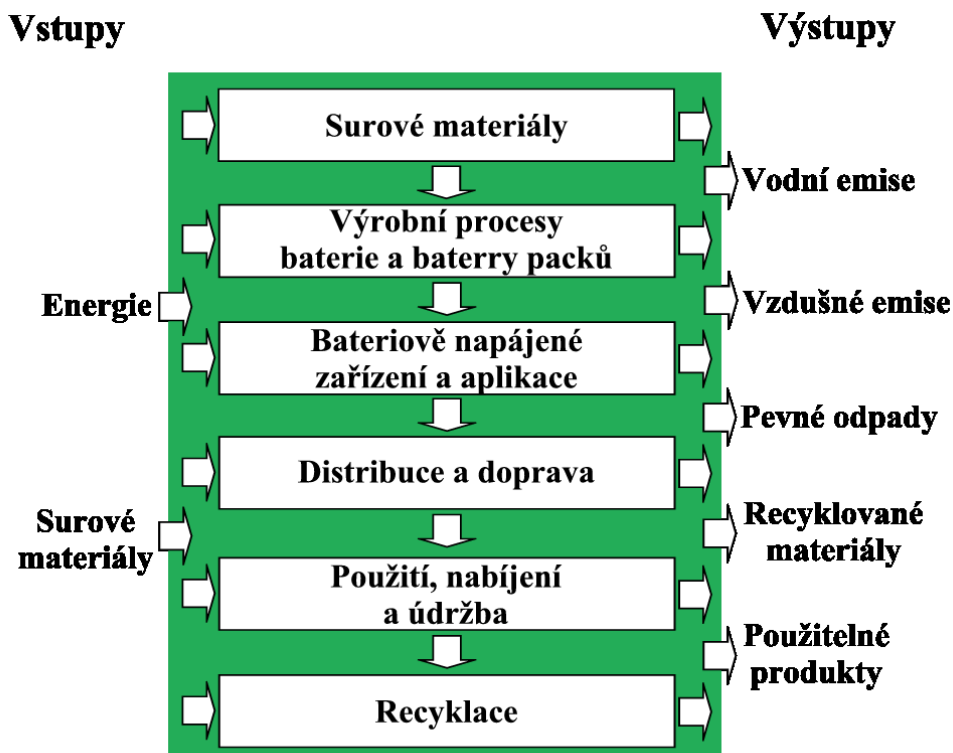 Vstupy
Výstupy
Surové materiály
Vodní emise
Výrobní procesy
baterie a baterry packů
Energie
Vzdušné emise
Bateriově napájené
zařízení a aplikace
Pevné odpady
Distribuce a doprava
Surové
materiály
Recyklované
materiály
Použití, nabíjení
a údržba
Použitelné
produkty
Recyklace